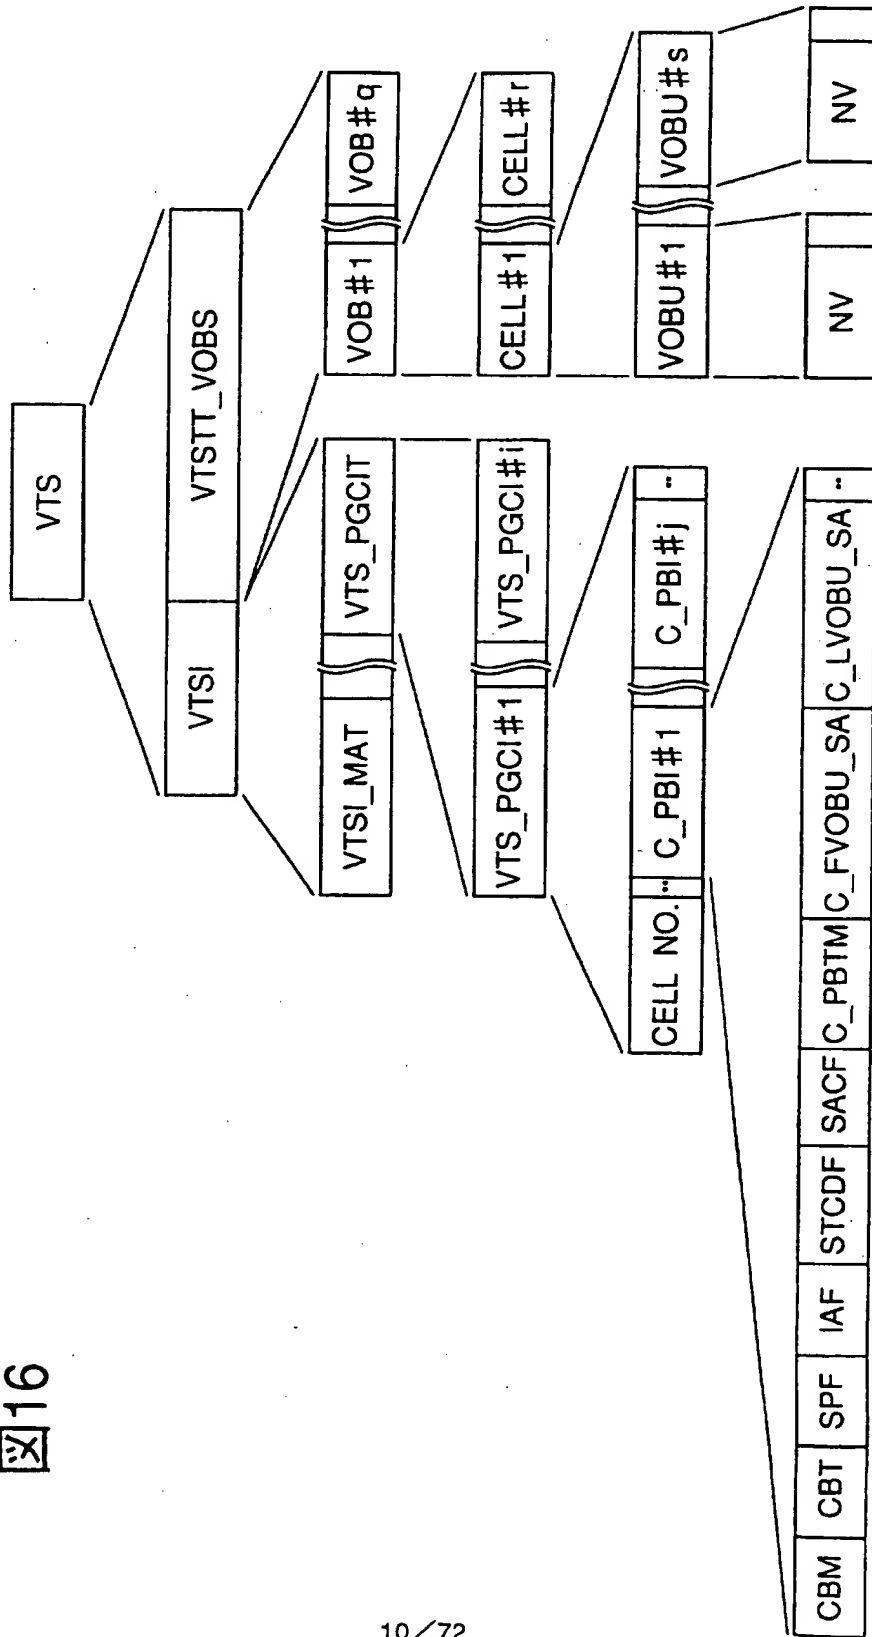 図16
VTS
VTSI VTSTT_VOBS
VTSI_MAT VTS_PGCIT VOB#1 VOB#q
VTS_PGCI#1 VTS_PGCI#i CELL#1 CELL#r
CELL NO. ·· C_PBI#1 C_PBI#j ·· VOBU#1 VOBU#s
CBM CBT SPF IAF STCDF SACF C_PBTM C_FVOBU_SA C_LVOBU_SA ·· NV NV
10/72